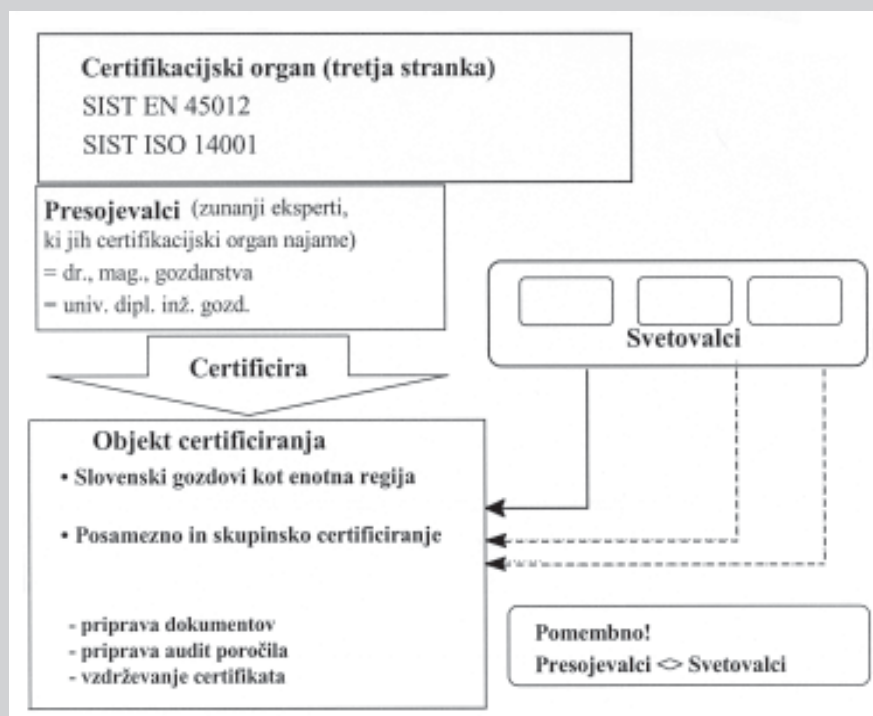 Certifikacijski organ (tretja stranka)
SIST EN 45012
SIST ISO 14001
Presojevalci (zunanji eksperti,
ki jih certifikacijski organ najame)
= dr., mag., gozdarstva
= univ. dipl. inž. gozd.
Certificira
Svetovalci
Objekt certificiranja
• Slovenski gozdovi kot enotna regija
• Posamezno in skupinsko certificiranje
- priprava dokumentov
- priprava audit poročila
- vzdrževanje certifikata
Pomembno!
Presojevalci <> Svetovalci